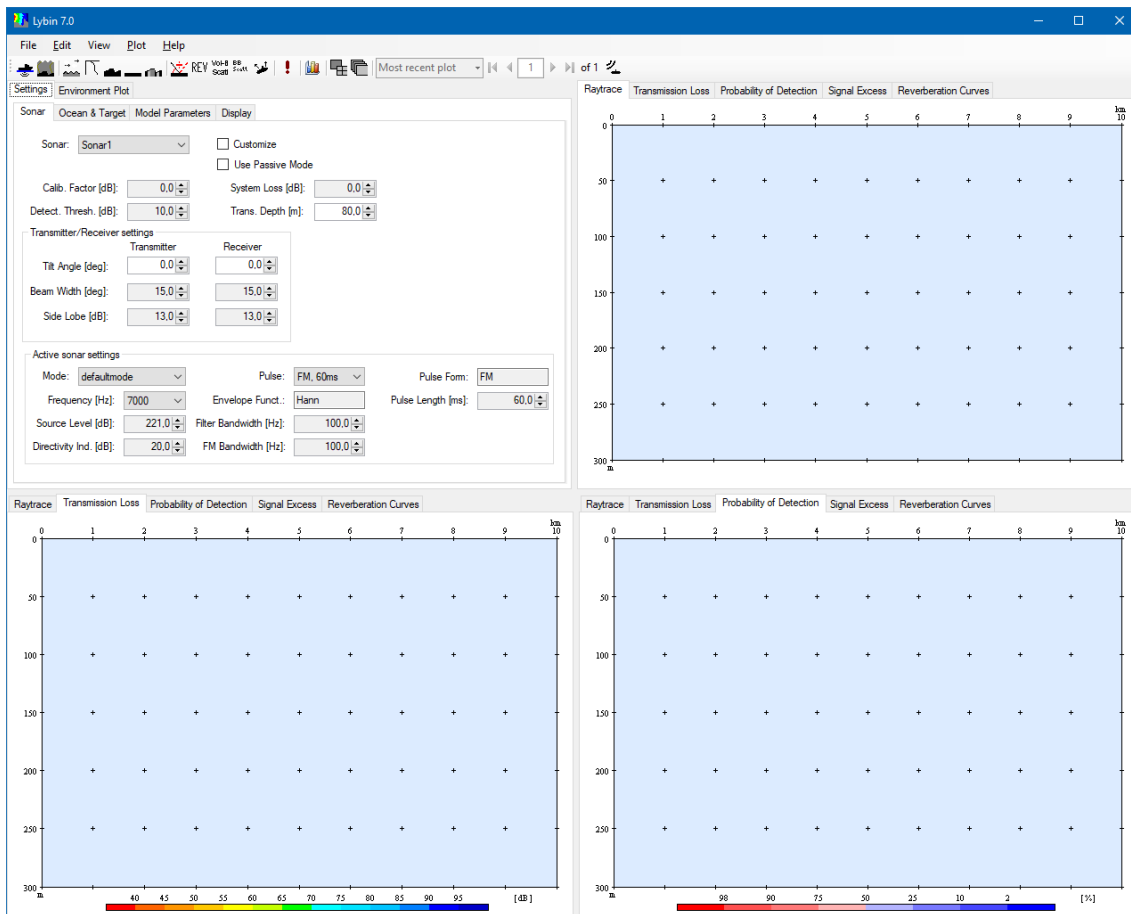 Lybin 7.0
File Edit View Plot Help
REV Vol-B Scatt BB Scatt ! Most recent plot 1 of 1
Settings Environment Plot
Sonar Ocean & Target Model Parameters Display
Sonar: Sonar1 Customize
Use Passive Mode
Calib. Factor [dB]: 0,0 System Loss [dB]: 0,0
Detect. Thresh. [dB]: 10,0 Trans. Depth [m]: 80,0
Transmitter/Receiver settings
Transmitter Receiver
Tilt Angle [deg]: 0,0 0,0
Beam Width [deg]: 15,0 15,0
Side Lobe [dB]: 13,0 13,0
Active sonar settings
Mode: defaultmode Pulse: FM, 60ms Pulse Form: FM
Frequency [Hz]: 7000 Envelope Funct.: Hann Pulse Length [ms]: 60,0
Source Level [dB]: 221,0 Filter Bandwidth [Hz]: 100,0
Directivity Ind. [dB]: 20,0 FM Bandwidth [Hz]: 100,0
Raytrace Transmission Loss Probability of Detection Signal Excess Reverberation Curves
km
0 1 2 3 4 5 6 7 8 9 10
0
50
100
150
200
250
300
m
Raytrace Transmission Loss Probability of Detection Signal Excess Reverberation Curves
km
0 1 2 3 4 5 6 7 8 9 10
0
50
100
150
200
250
300
m
40 45 50 55 60 65 70 75 80 85 90 95 [dB]
Raytrace Transmission Loss Probability of Detection Signal Excess Reverberation Curves
km
0 1 2 3 4 5 6 7 8 9 10
0
50
100
150
200
250
300
m
98 90 75 50 25 10 2 [%]